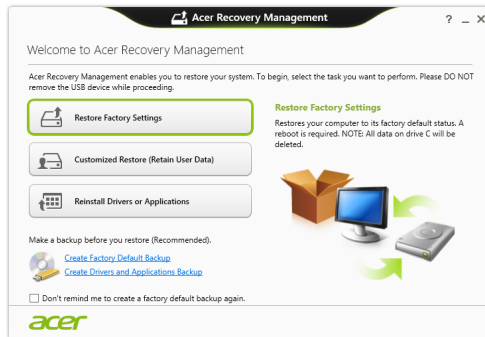 Acer Recovery Management
? _ X
Welcome to Acer Recovery Management
Acer Recovery Management enables you to restore your system. To begin, select the task you want to perform. Please DO NOT
remove the USB device while proceeding.
Restore Factory Settings
Customized Restore (Retain User Data)
Reinstall Drivers or Applications
Restore Factory Settings
Restores your computer to its factory default status. A
reboot is required. NOTE: All data on drive C will be
deleted.
Make a backup before you restore (Recommended).
Create Factory Default Backup
Create Drivers and Applications Backup
Don't remind me to create a factory default backup again.
acer